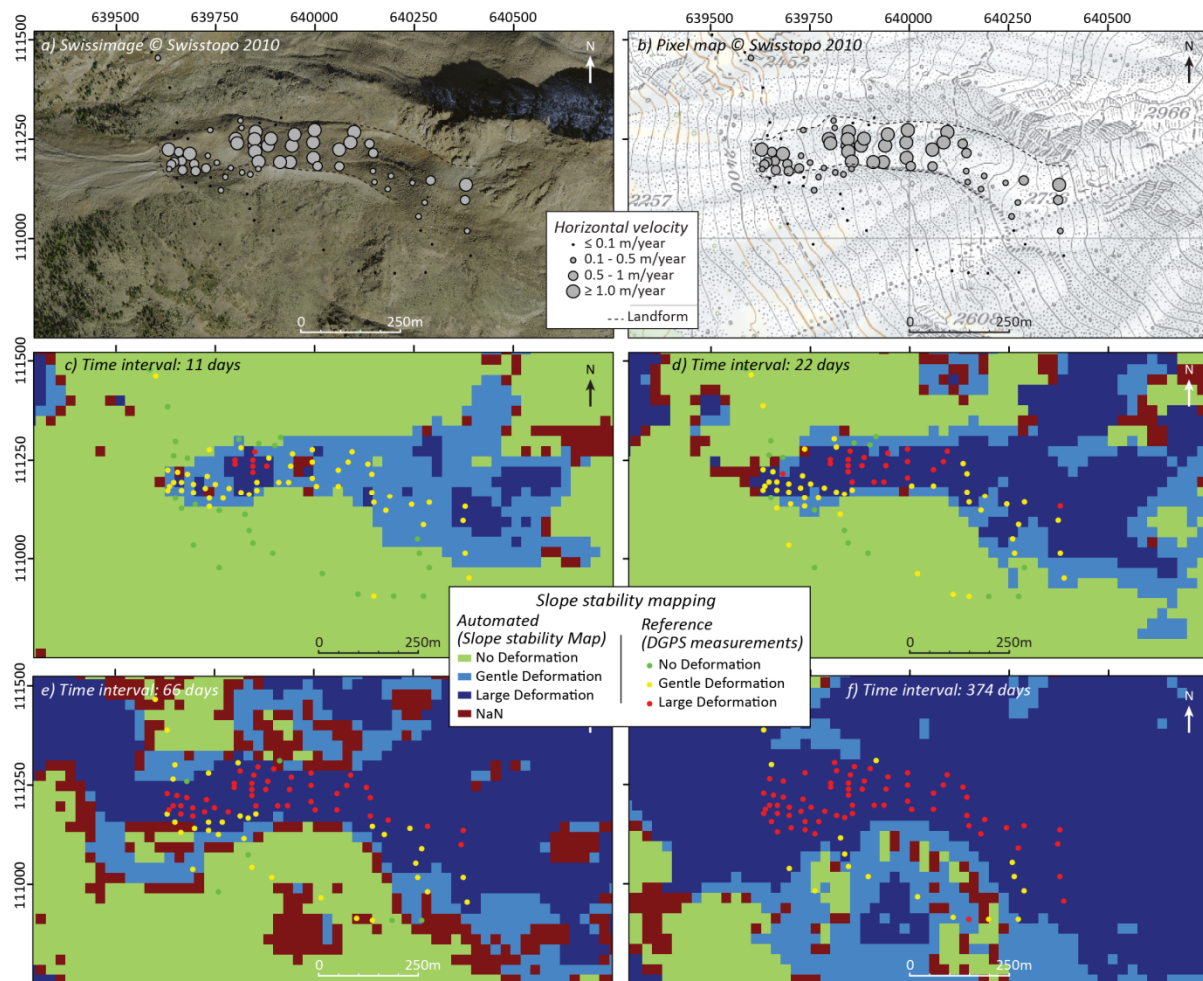 639500 639750 640000 640250 640500
639500 639750 640000 640250 640500
111500
111250
111000
a) Swissimage © Swisstopo 2010
N
250m
0
b) Pixel map © Swisstopo 2010
N
2452
2966
2400
2257
2736
2608
0 250m
Horizontal velocity
≤ 0.1 m/year
0.1 - 0.5 m/year
0.5 - 1 m/year
≥ 1.0 m/year
Landform
111500
111250
111000
c) Time interval: 11 days
N
0 250m
d) Time interval: 22 days
N
0 250m
Slope stability mapping
Automated
(Slope stability Map)
No Deformation
Gentle Deformation
Large Deformation
NaN
Reference
(DGPS measurements)
No Deformation
Gentle Deformation
Large Deformation
111500
111250
111000
e) Time interval: 66 days
0 250m
f) Time interval: 374 days
N
0 250m